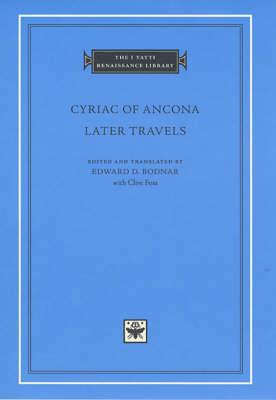 THE I TATTI
RENAISSANCE LIBRARY
CYRIAC OF ANCONA
LATER TRAVELS
EDITED AND TRANSLATED BY
EDWARD W. BODNAR
with Clive Foss